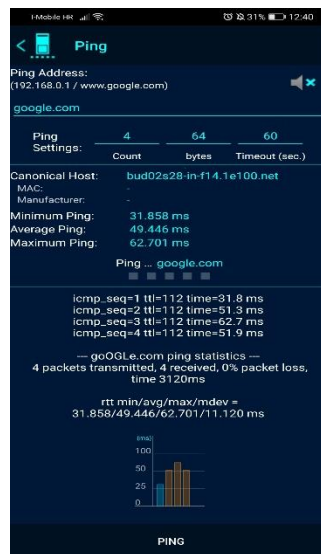 I-Mobile HR 31% 12:40
Ping
Ping Address:
(192.168.0.1 / www.google.com)
google.com
Ping Settings:
4 64 60
Count bytes Timeout (sec.)
Canonical Host: bud02s28-in-f14.1e100.net
MAC: -
Manufacturer: -
Minimum Ping: 31.858 ms
Average Ping: 49.446 ms
Maximum Ping: 62.701 ms
Ping ... google.com
icmp_seq=1 ttl=112 time=31.8 ms
icmp_seq=2 ttl=112 time=51.3 ms
icmp_seq=3 ttl=112 time=62.7 ms
icmp_seq=4 ttl=112 time=51.9 ms
--- goOGLe.com ping statistics ---
4 packets transmitted, 4 received, 0% packet loss,
time 3120ms
rtt min/avg/max/mdev =
31.858/49.446/62.701/11.120 ms
[ms]
100
50
25
0
PING